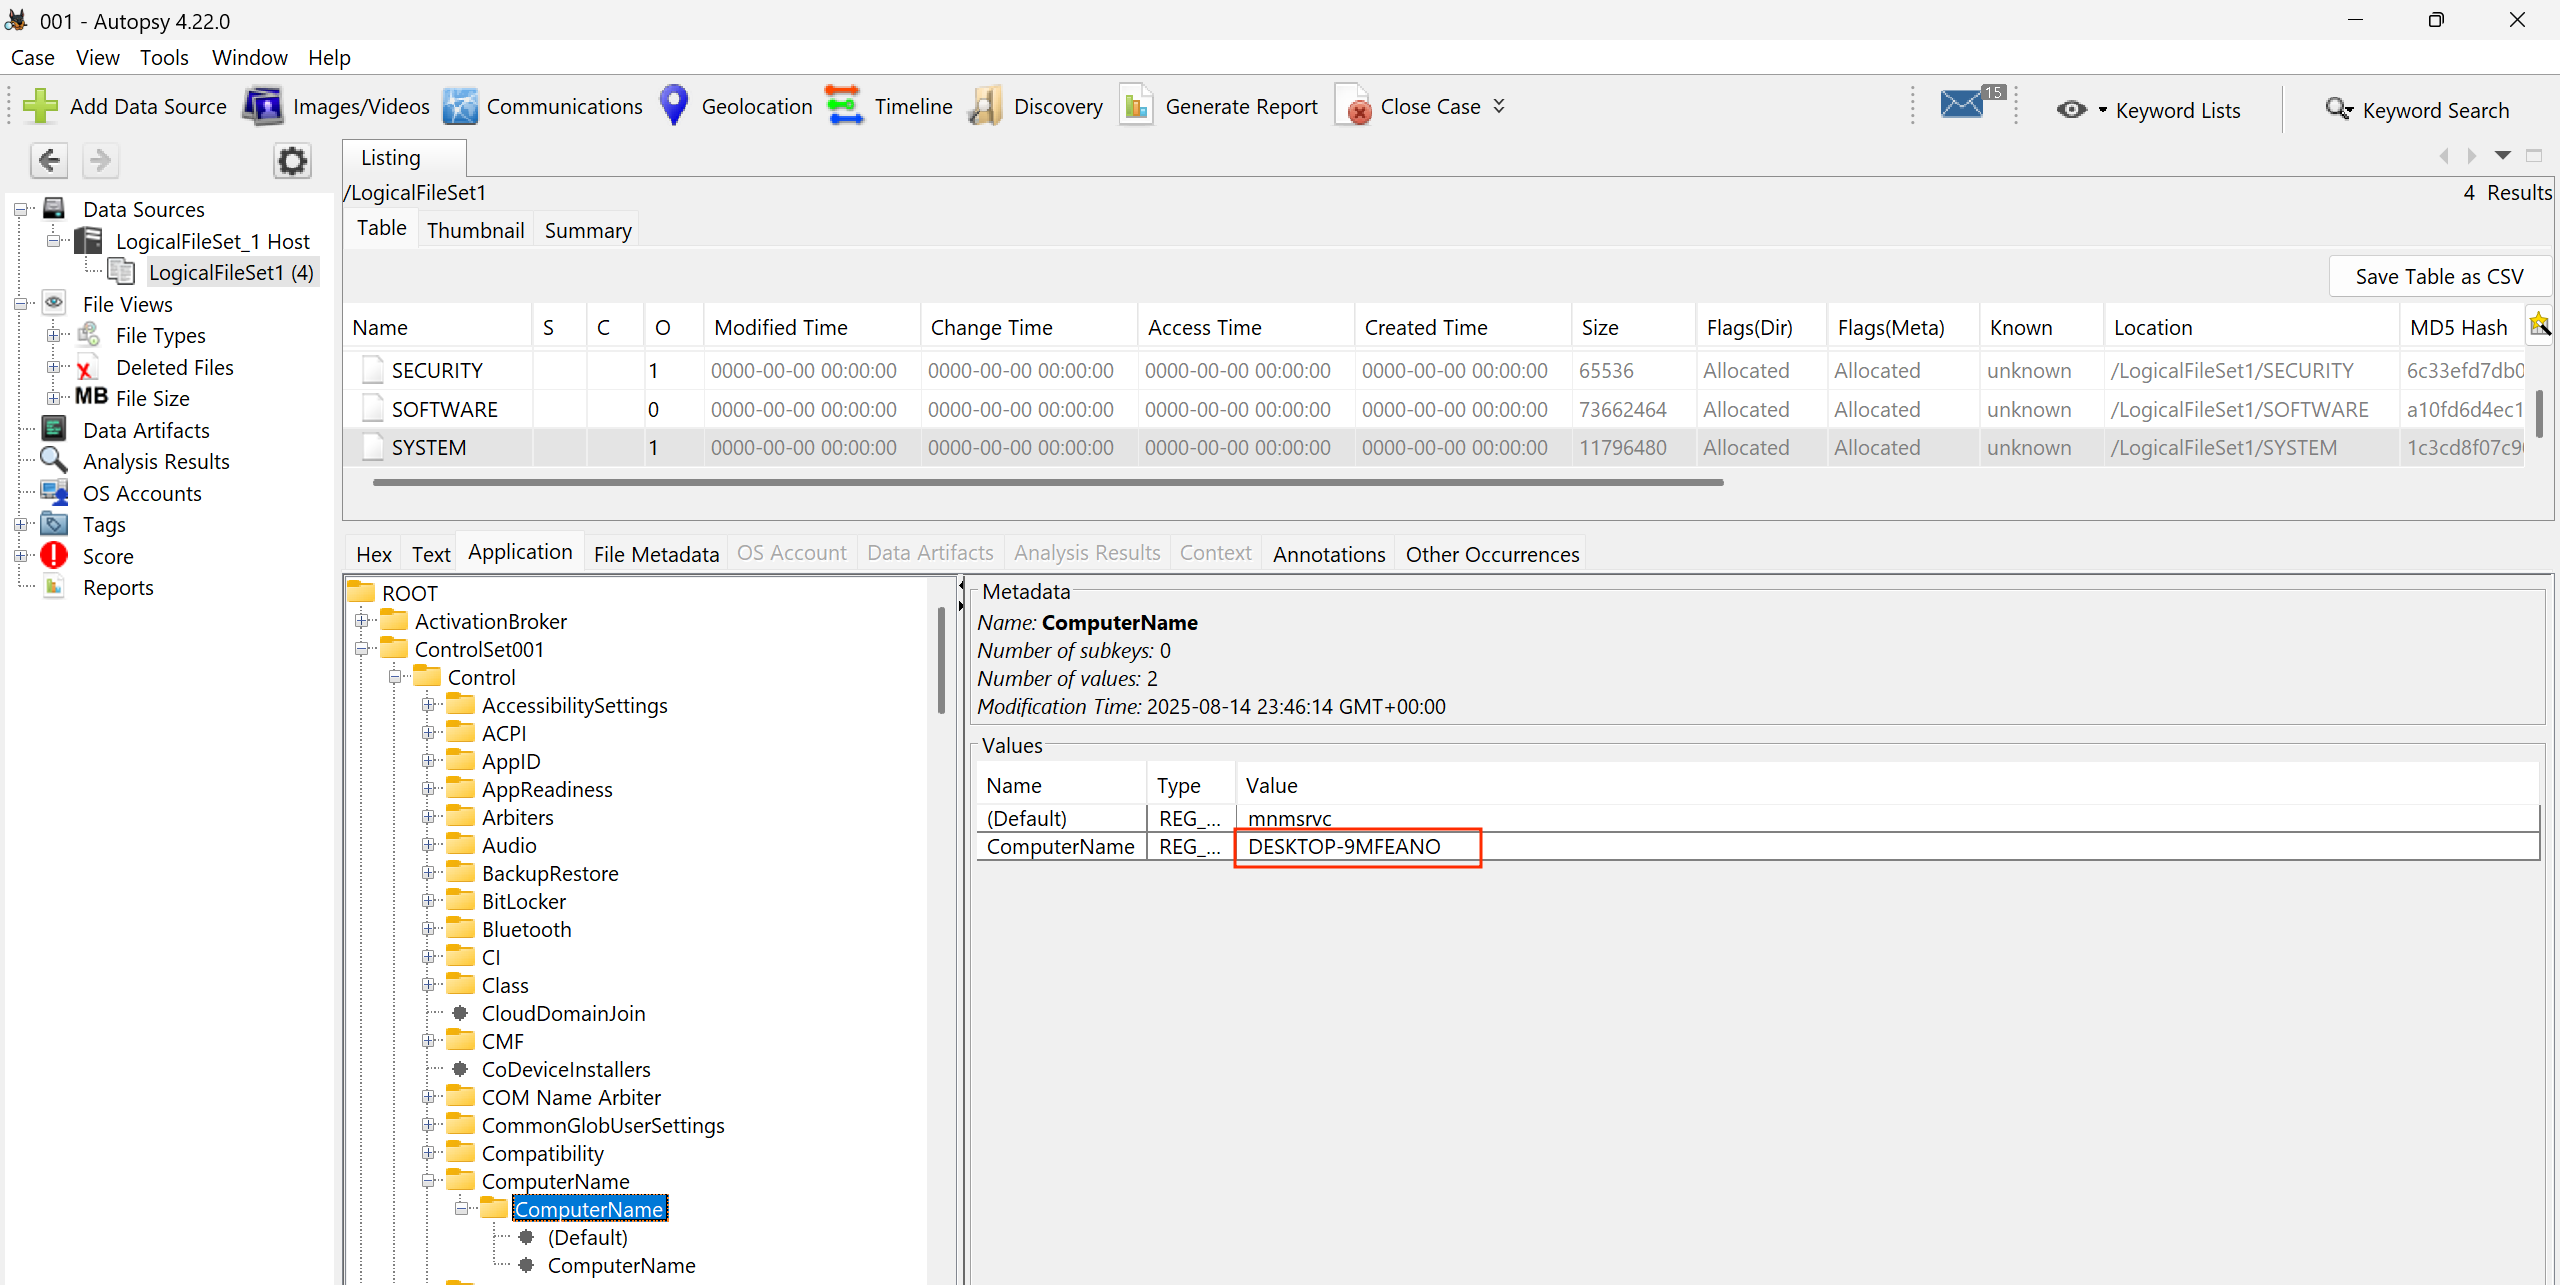 001 - Autopsy 4.22.0
Case View Tools Window Help
Add Data Source Images/Videos Communications Geolocation Timeline Discovery Generate Report Close Case 15 Keyword Lists Keyword Search
Listing
/LogicalFileSet1 4 Results
Table Thumbnail Summary
Save Table as CSV
Data Sources
LogicalFileSet_1 Host
LogicalFileSet1 (4)
File Views
File Types
Deleted Files
MB File Size
Data Artifacts
Analysis Results
OS Accounts
Tags
Score
Reports
Name S C O Modified Time Change Time Access Time Created Time Size Flags(Dir) Flags(Meta) Known Location MD5 Hash
SECURITY 1 0000-00-00 00:00:00 0000-00-00 00:00:00 0000-00-00 00:00:00 0000-00-00 00:00:00 65536 Allocated Allocated unknown /LogicalFileSet1/SECURITY 6c33efd7db0
SOFTWARE 0 0000-00-00 00:00:00 0000-00-00 00:00:00 0000-00-00 00:00:00 0000-00-00 00:00:00 73662464 Allocated Allocated unknown /LogicalFileSet1/SOFTWARE a10fd6d4ec1
SYSTEM 1 0000-00-00 00:00:00 0000-00-00 00:00:00 0000-00-00 00:00:00 0000-00-00 00:00:00 11796480 Allocated Allocated unknown /LogicalFileSet1/SYSTEM 1c3cd8f07c9
Hex Text Application File Metadata OS Account Data Artifacts Analysis Results Context Annotations Other Occurrences
ROOT
ActivationBroker
ControlSet001
Control
AccessibilitySettings
ACPI
AppID
AppReadiness
Arbiters
Audio
BackupRestore
BitLocker
Bluetooth
CI
Class
CloudDomainJoin
CMF
CoDeviceInstallers
COM Name Arbiter
CommonGlobUserSettings
Compatibility
ComputerName
ComputerName
(Default)
ComputerName
Metadata
Name: ComputerName
Number of subkeys: 0
Number of values: 2
Modification Time: 2025-08-14 23:46:14 GMT+00:00
Values
Name Type Value
(Default) REG_... mnmsrvc
ComputerName REG_... DESKTOP-9MFEANO